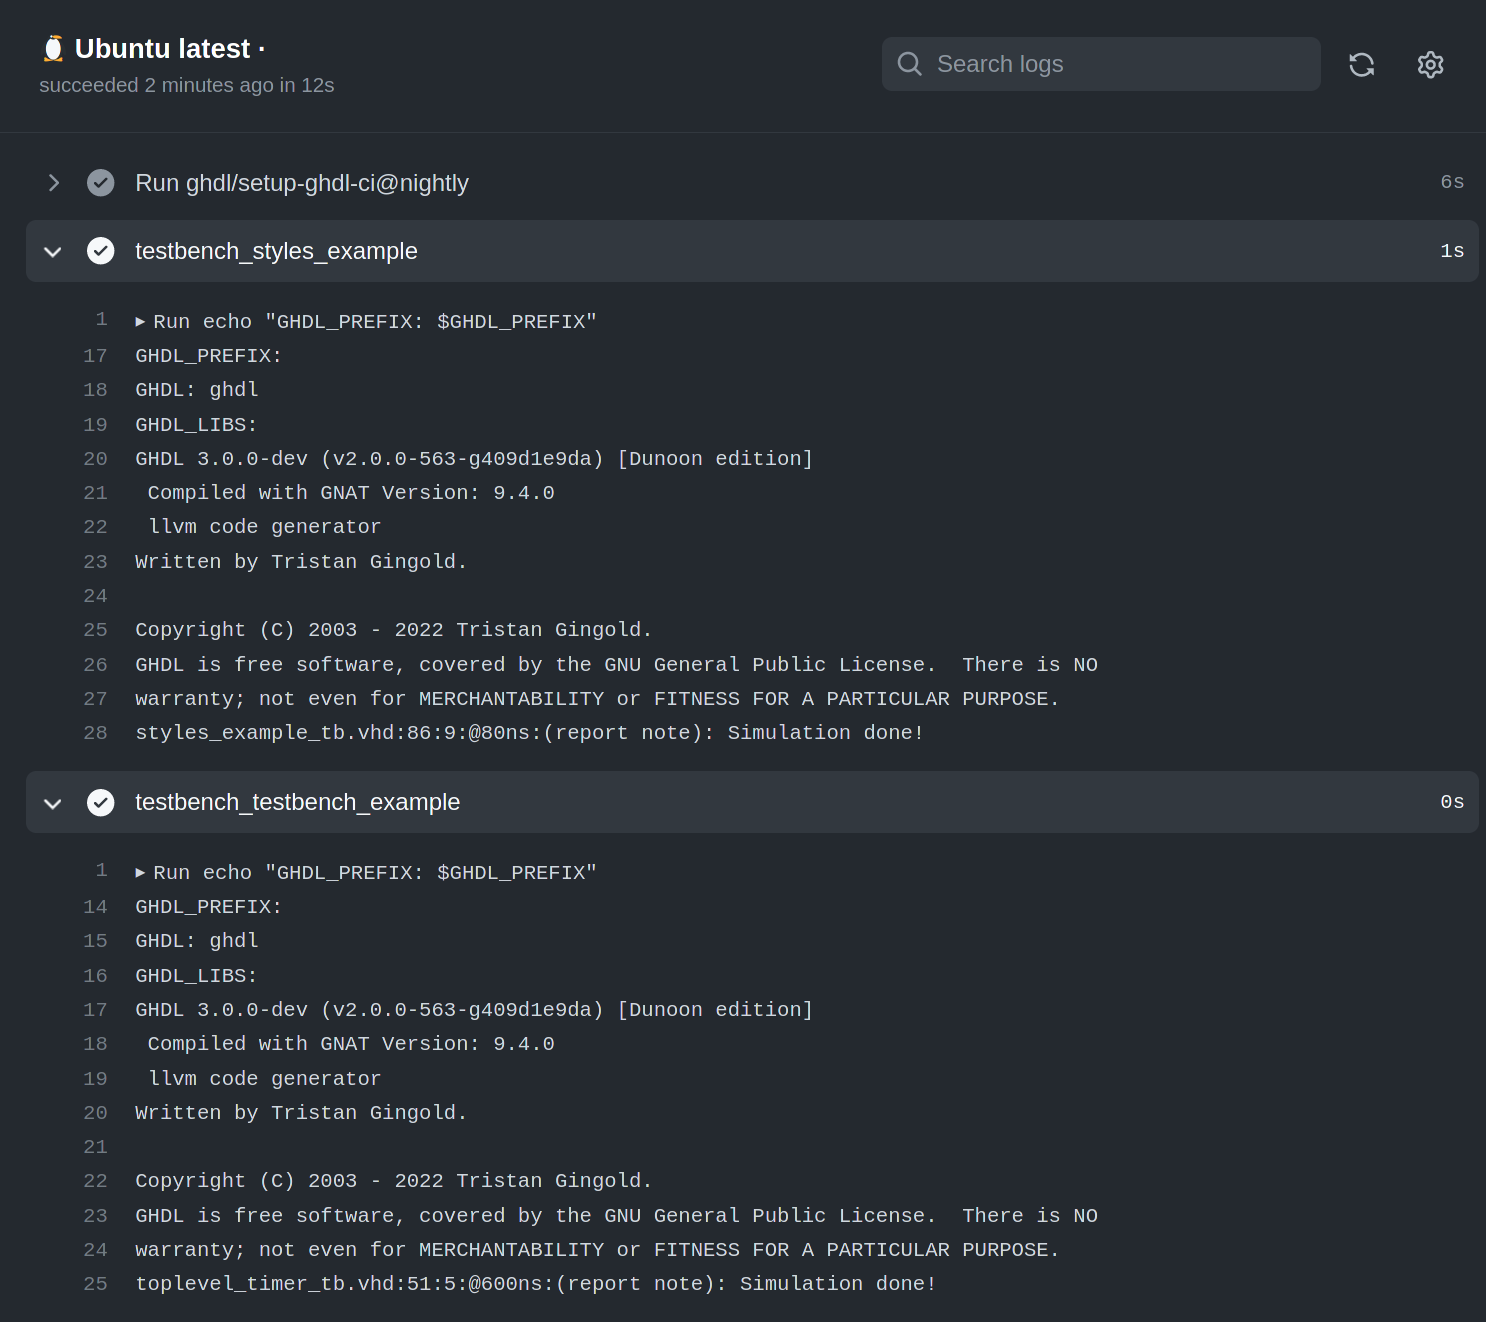 Ubuntu latest ·
succeeded 2 minutes ago in 12s
Search logs
Run ghdl/setup-ghdl-ci@nightly 6s
testbench_styles_example 1s
1 ▶ Run echo "GHDL_PREFIX: $GHDL_PREFIX"
17 GHDL_PREFIX:
18 GHDL: ghdl
19 GHDL_LIBS:
20 GHDL 3.0.0-dev (v2.0.0-563-g409d1e9da) [Dunoon edition]
21  Compiled with GNAT Version: 9.4.0
22  llvm code generator
23 Written by Tristan Gingold.
24
25 Copyright (C) 2003 - 2022 Tristan Gingold.
26 GHDL is free software, covered by the GNU General Public License.  There is NO
27 warranty; not even for MERCHANTABILITY or FITNESS FOR A PARTICULAR PURPOSE.
28 styles_example_tb.vhd:86:9:@80ns:(report note): Simulation done!
testbench_testbench_example 0s
1 ▶ Run echo "GHDL_PREFIX: $GHDL_PREFIX"
14 GHDL_PREFIX:
15 GHDL: ghdl
16 GHDL_LIBS:
17 GHDL 3.0.0-dev (v2.0.0-563-g409d1e9da) [Dunoon edition]
18  Compiled with GNAT Version: 9.4.0
19  llvm code generator
20 Written by Tristan Gingold.
21
22 Copyright (C) 2003 - 2022 Tristan Gingold.
23 GHDL is free software, covered by the GNU General Public License.  There is NO
24 warranty; not even for MERCHANTABILITY or FITNESS FOR A PARTICULAR PURPOSE.
25 toplevel_timer_tb.vhd:51:5:@600ns:(report note): Simulation done!